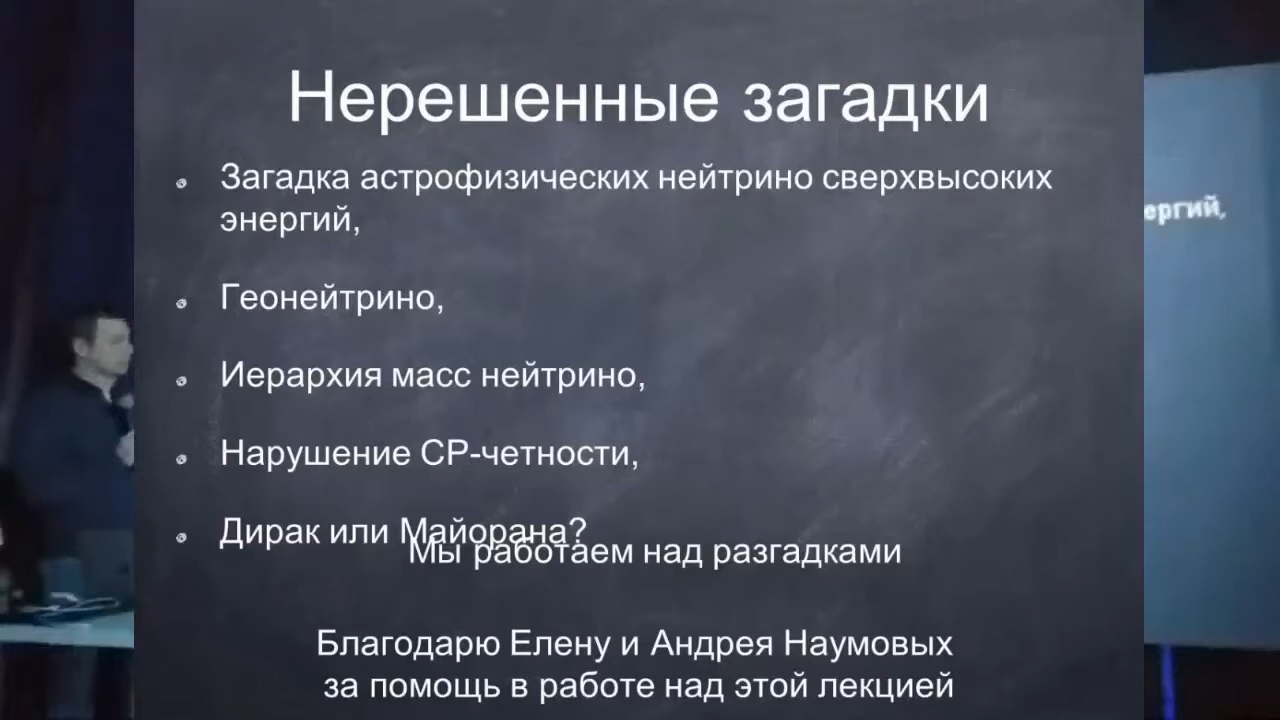 Нерешенные загадки
Загадка астрофизических нейтрино сверхвысоких
энергий,
ергий,
Геонейтрино,
Иерархия масс нейтрино,
Нарушение CP-четности,
Дирак или Майорана?
Мы работаем над разгадками
Благодарю Елену и Андрея Наумовых
за помощь в работе над этой лекцией